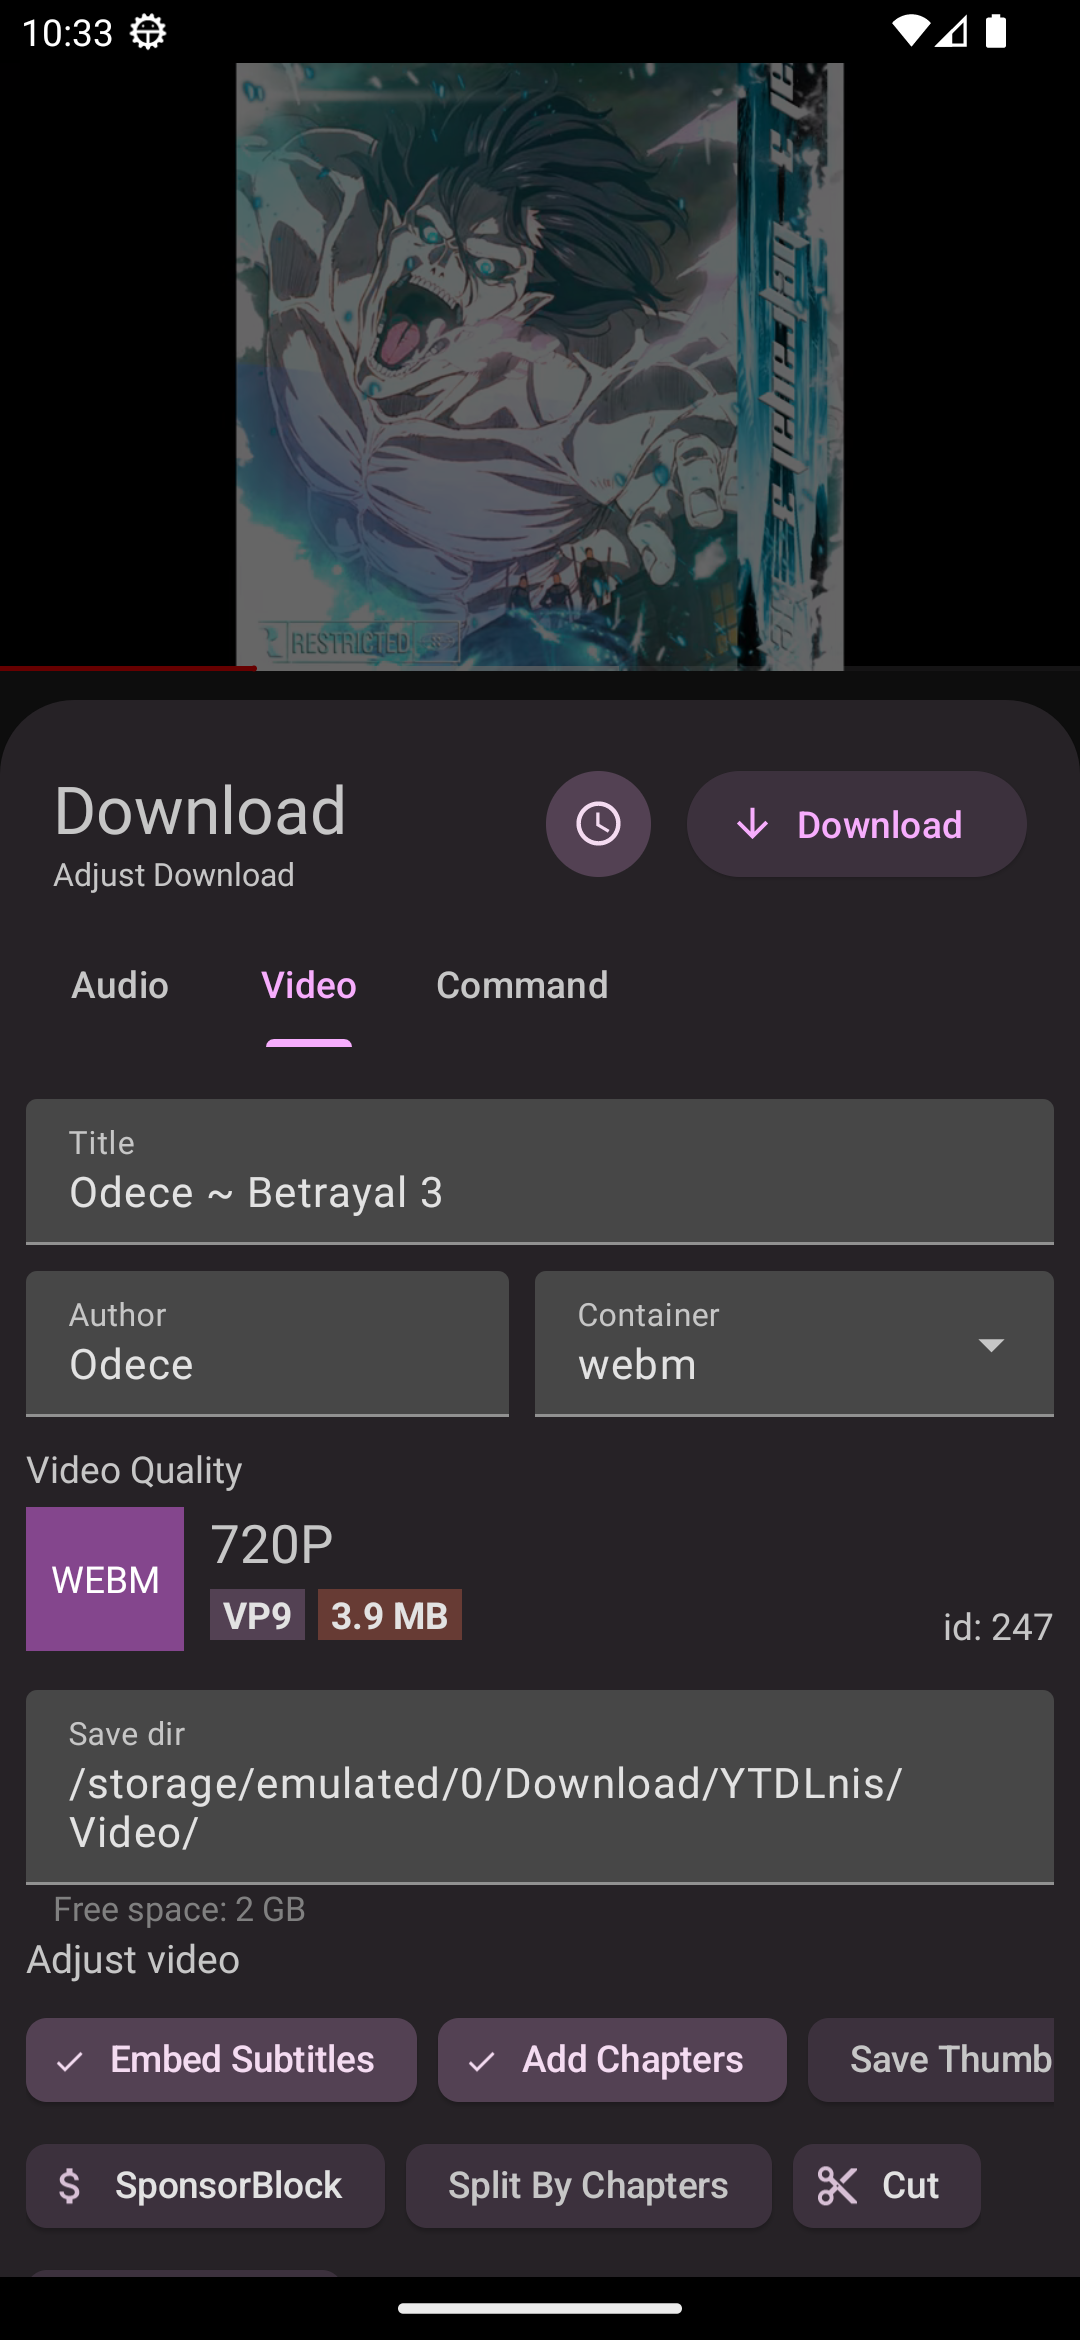 10:33
RESTRICTED
Download
Adjust Download
Download
Audio
Video
Command
Title
Odece ~ Betrayal 3
Author
Odece
Container
webm
Video Quality
WEBM
720P
VP9
3.9 MB
id: 247
Save dir
/storage/emulated/0/Download/YTDLnis/
Video/
Free space: 2 GB
Adjust video
Embed Subtitles
Add Chapters
Save Thumb
SponsorBlock
Split By Chapters
Cut